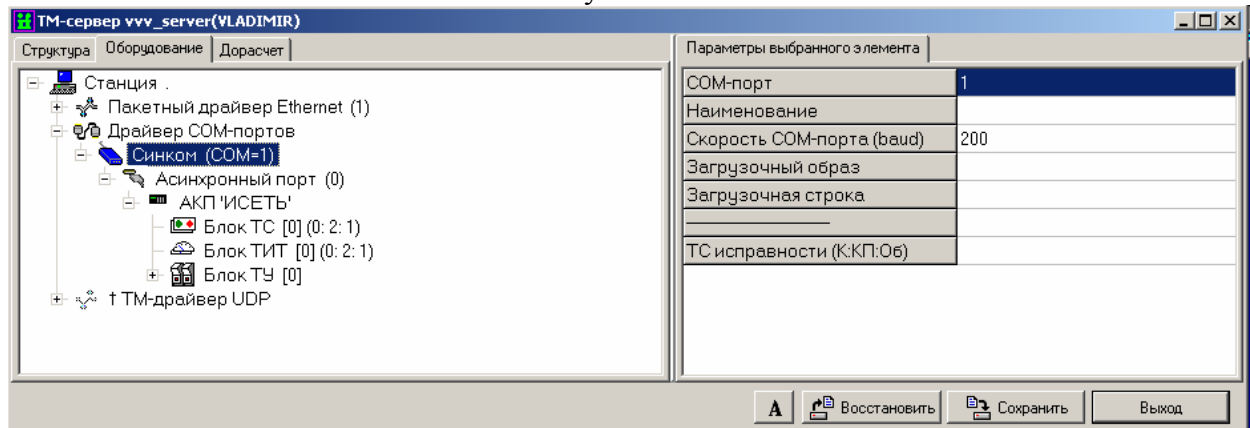 ТМ-сервер vvv_server(VLADIMIR)
Структура Оборудование Дорасчет
Станция .
Пакетный драйвер Ethernet (1)
Драйвер COM-портов
Синком (COM=1)
Асинхронный порт (0)
АКП 'ИСЕТЬ'
Блок ТС [0] (0: 2: 1)
Блок ТИТ [0] (0: 2: 1)
Блок ТУ [0]
† ТМ-драйвер UDP
Параметры выбранного элемента
COM-порт 1
Наименование
Скорость COM-порта (baud) 200
Загрузочный образ
Загрузочная строка
ТС исправности (К:КП:Об)
A Восстановить Сохранить Выход